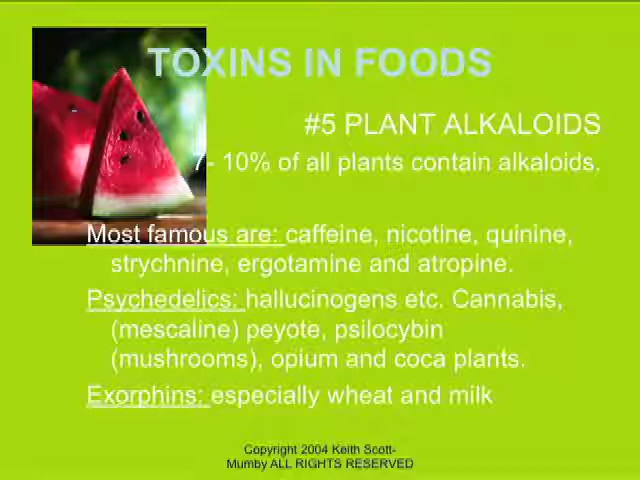 TOXINS IN FOODS
#5 PLANT ALKALOIDS
7- 10% of all plants contain alkaloids.
Most famous are: caffeine, nicotine, quinine,
strychnine, ergotamine and atropine.
Psychedelics: hallucinogens etc. Cannabis,
(mescaline) peyote, psilocybin
(mushrooms), opium and coca plants.
Exorphins: especially wheat and milk
Copyright 2004 Keith Scott-
Mumby ALL RIGHTS RESERVED